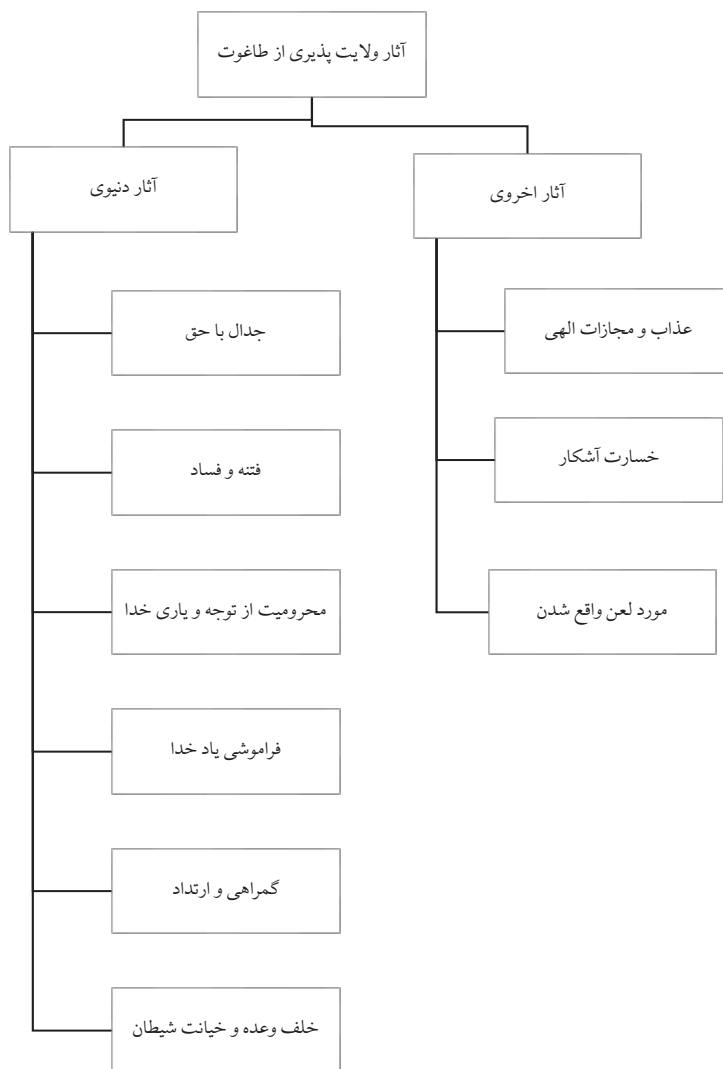 آثار ولایت پذیری از طاغوت
آثار اخروی
عذاب و مجازات الهی
خسارت آشکار
مورد لعن واقع شدن
آثار دنیوی
جدال با حق
فتنه و فساد
محرومیت از توجه و یاری خدا
فراموشی یاد خدا
گمراهی و ارتداد
خلف وعده و خیانت شیطان